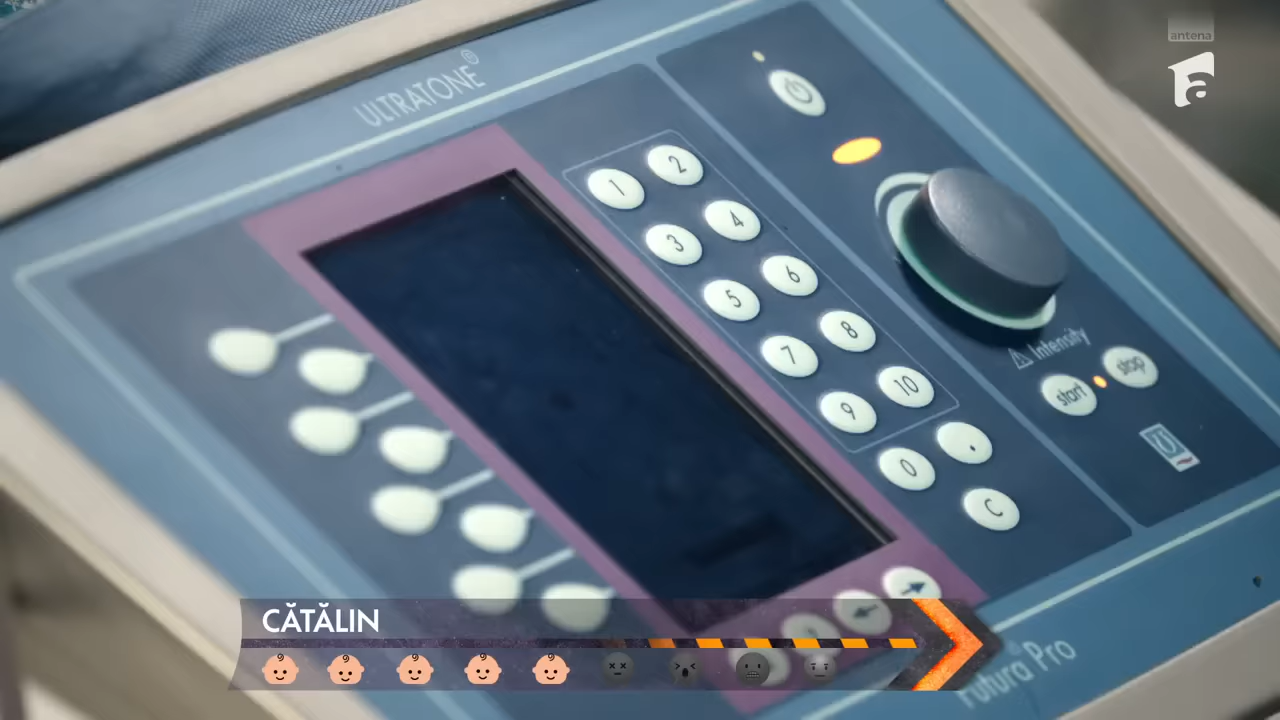 antena
a
ULTRATONE®
1 2
3 4
5 6
7 8
9 10
0 .
C
Intensity
start stop
U
CĂTĂLIN
Futura Pro